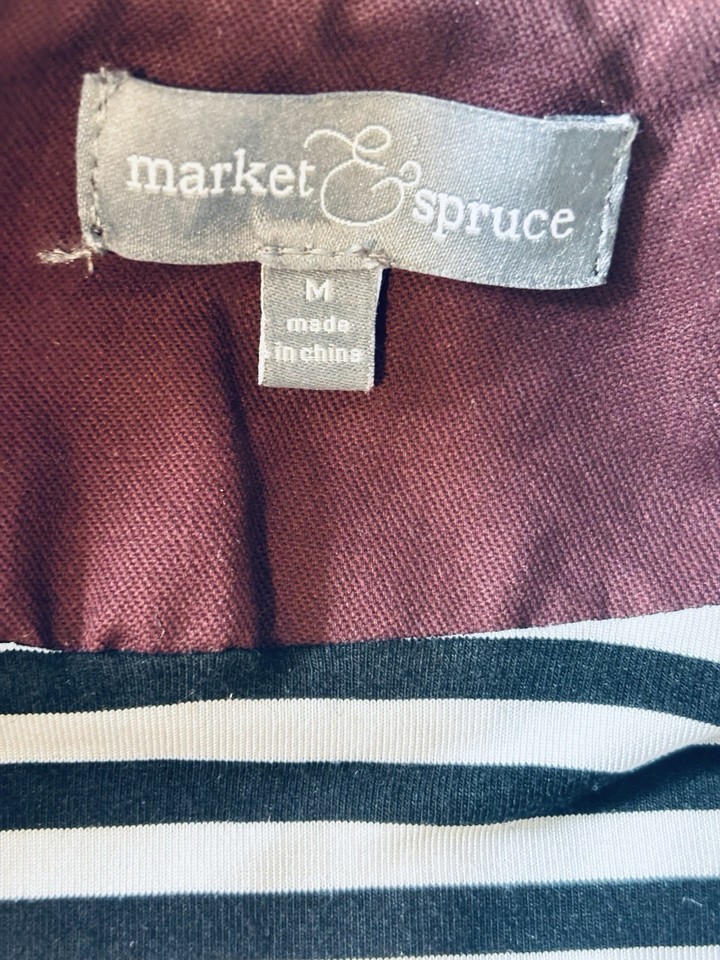 market & spruce
M
made
in china